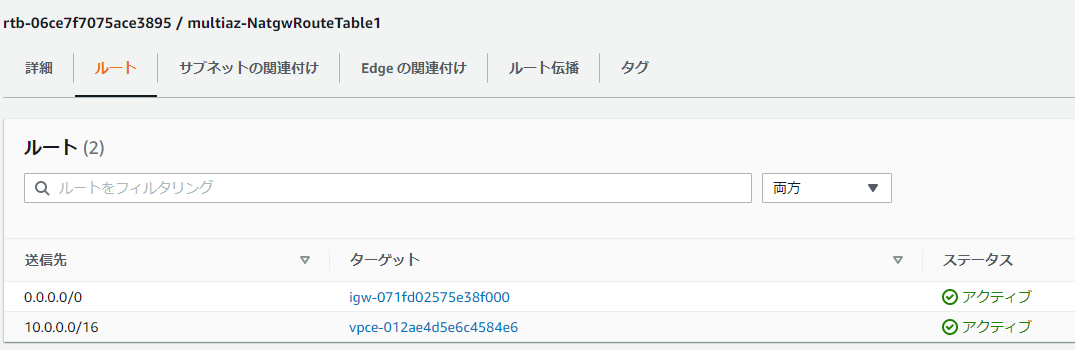 rtb-06ce7f7075ace3895 / multiaz-NatgwRouteTable1
詳細 ルート サブネットの関連付け Edge の関連付け ルート伝播 タグ
ルート (2)
ルートをフィルタリング 両方
送信先 ターゲット ステータス
0.0.0.0/0 igw-071fd02575e38f000 アクティブ
10.0.0.0/16 vpce-012ae4d5e6c4584e6 アクティブ